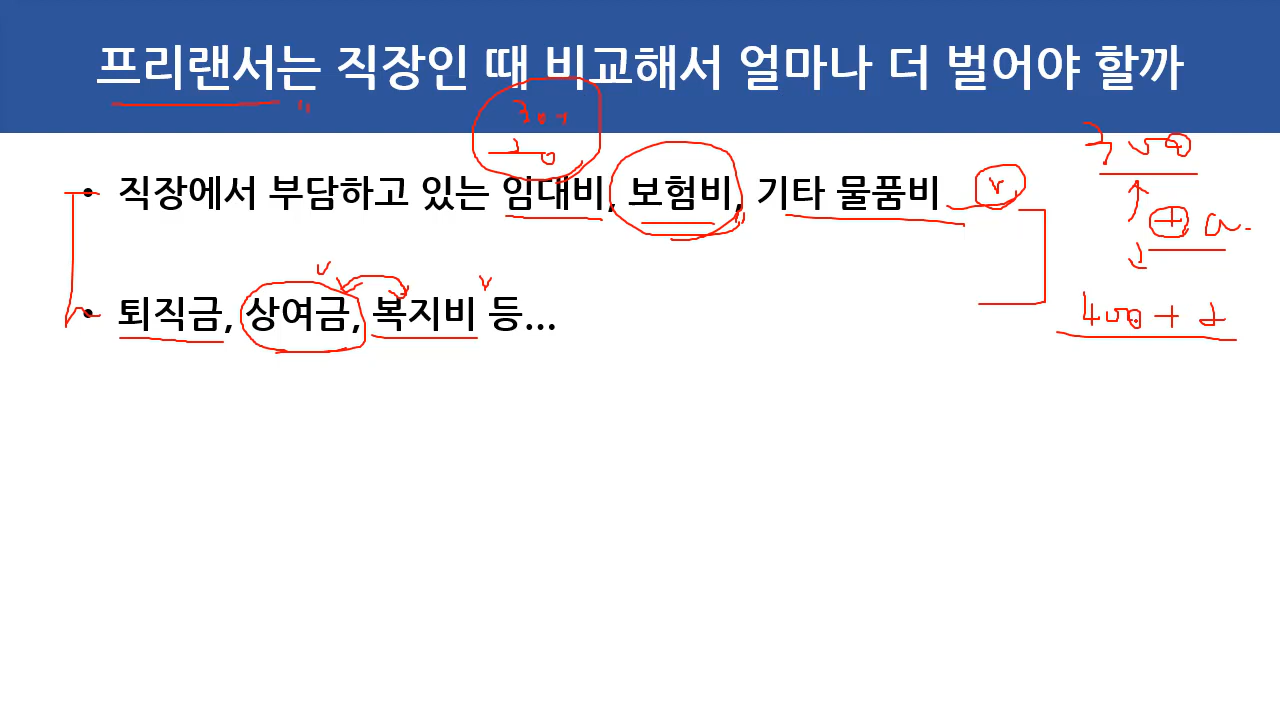 프리랜서는 직장인 때 비교해서 얼마나 더 벌어야 할까
• 직장에서 부담하고 있는 임대비, 보험비, 기타 물품비
• 퇴직금, 상여금, 복지비 등...